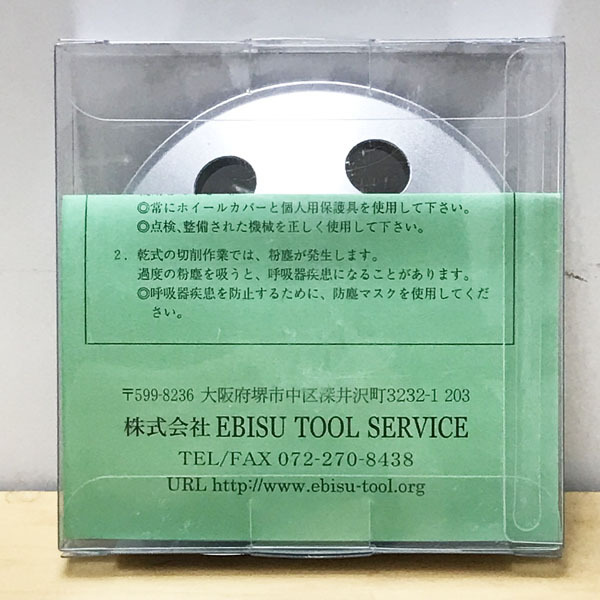 ◎常にホイールカバーと個人用保護具を使用して下さい。
◎点検、整備された機械を正しく使用して下さい。
2．乾式の切削作業では、粉塵が発生します。
過度の粉塵を吸うと、呼吸器疾患になることがあります。
◎呼吸器疾患を防止するために、防塵マスクを使用してくだ
さい。
〒599-8236 大阪府堺市中区深井沢町3232-1 203
株式会社 EBISU TOOL SERVICE
TEL/FAX 072-270-8438
URL http://www.ebisu-tool.org